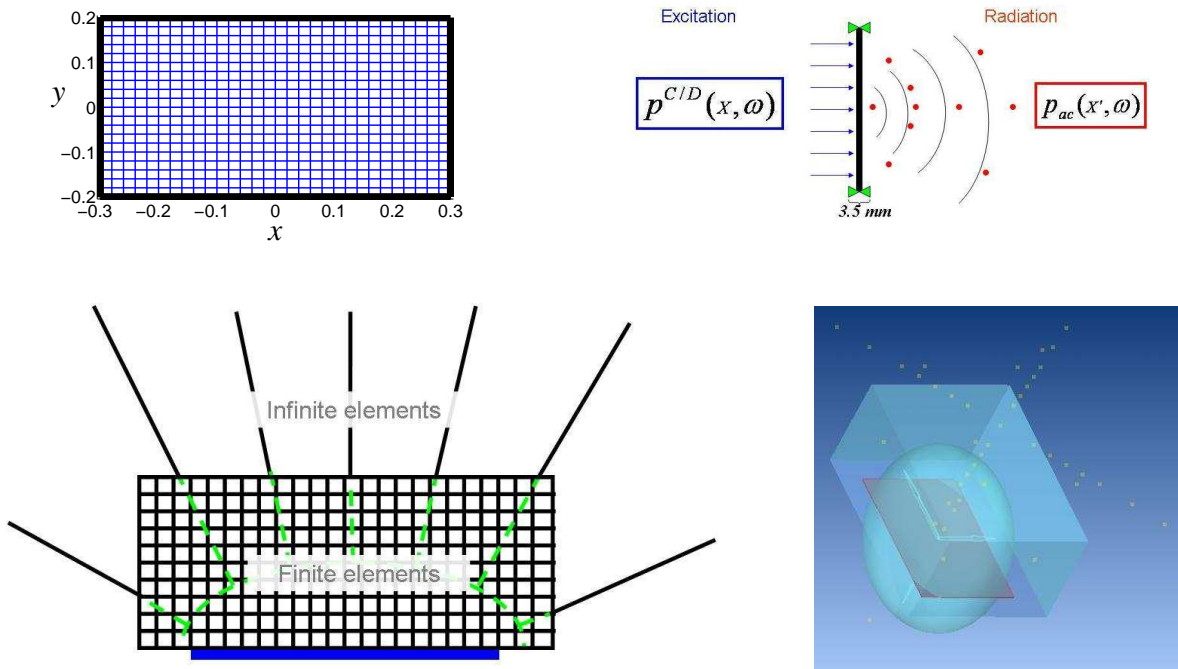 0.2
0.1
y 0
−0.1
−0.2
−0.3 −0.2 −0.1 0 0.1 0.2 0.3
x
Excitation Radiation
p^{C/D}(x,ω)
p_{ac}(x',ω)
3.5 mm
Infinite elements
Finite elements